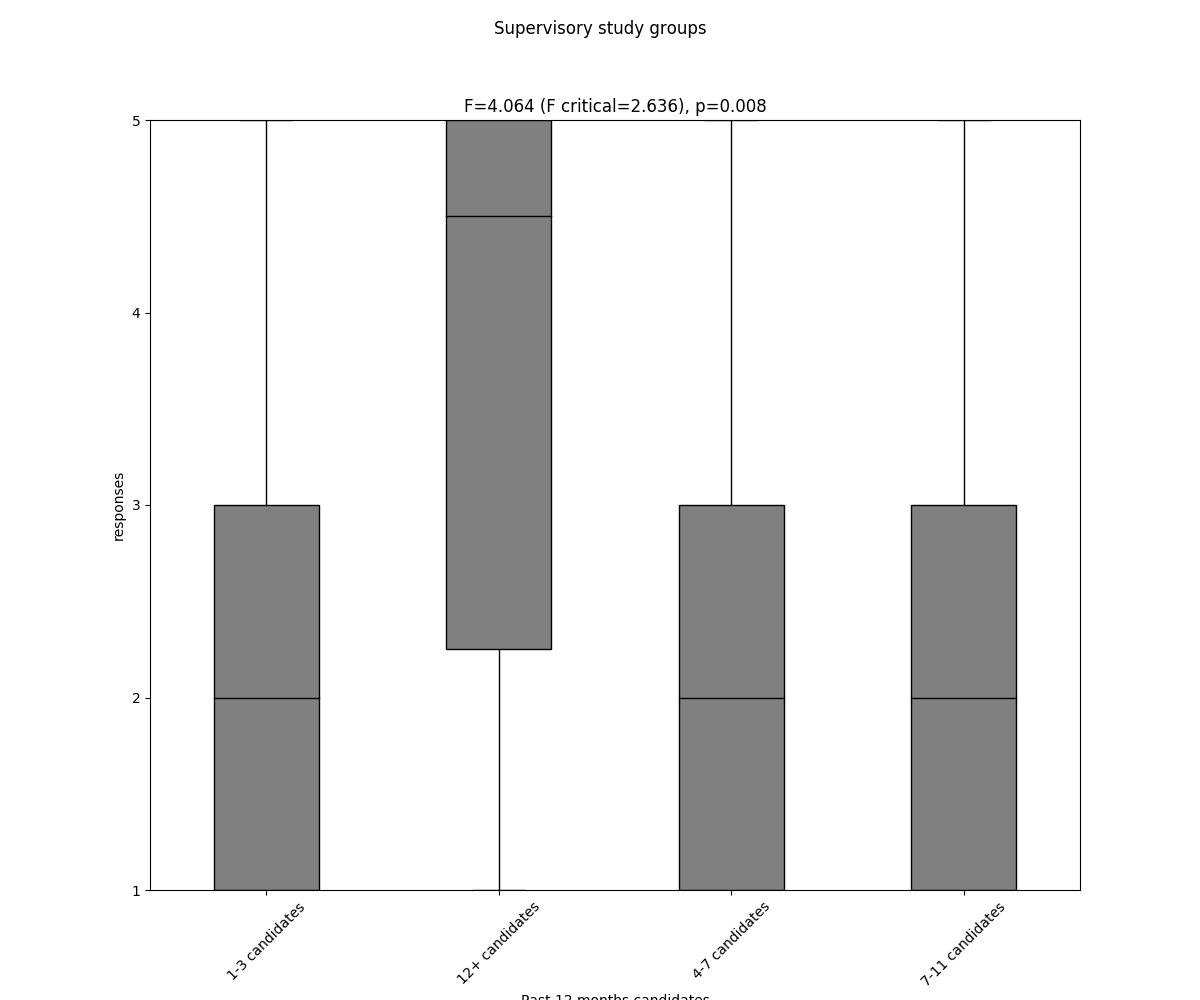 Supervisory study groups
F=4.064 (F critical=2.636), p=0.008
5
4
3
2
1
responses
1-3 candidates
12+ candidates
4-7 candidates
7-11 candidates
Past 12 months candidates